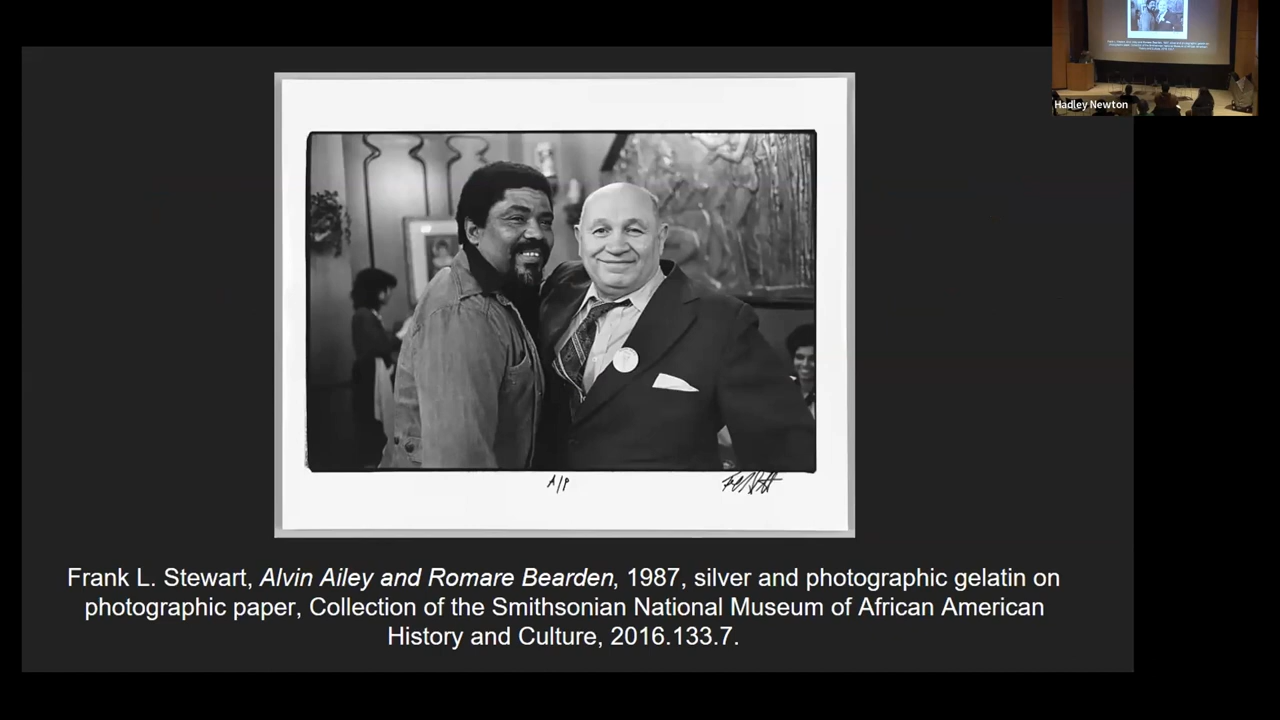 Hadley Newton
A/P
Frank L. Stewart, Alvin Ailey and Romare Bearden, 1987, silver and photographic gelatin on
photographic paper, Collection of the Smithsonian National Museum of African American
History and Culture, 2016.133.7.